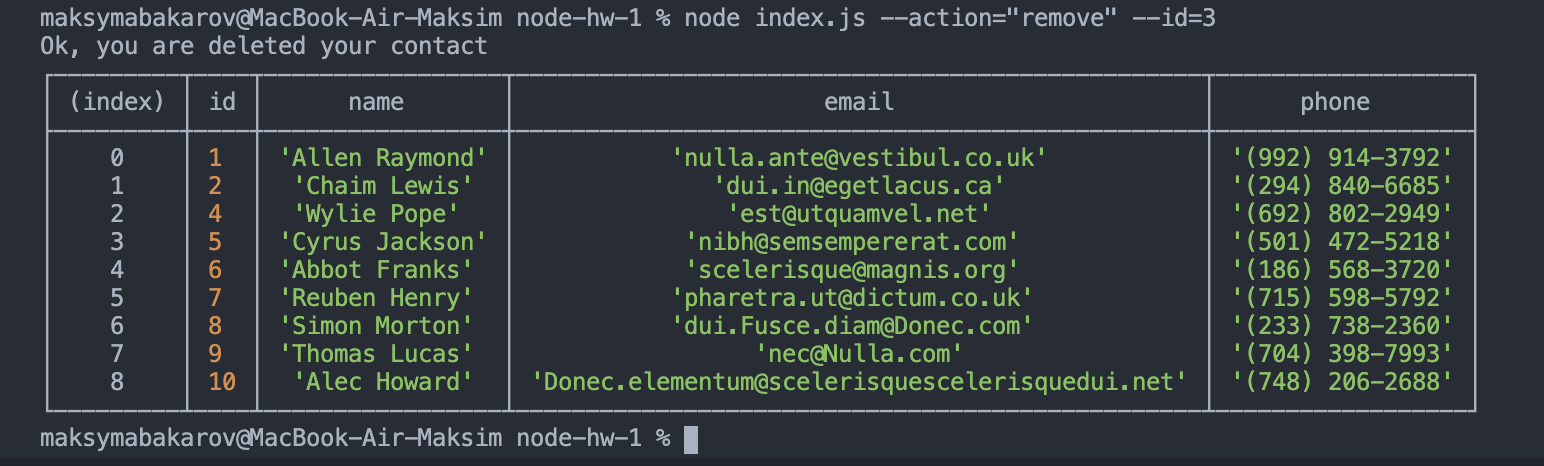 maksymabakarov@MacBook-Air-Maksim node-hw-1 % node index.js --action="remove" --id=3
Ok, you are deleted your contact
(index) id name email phone
0 1 'Allen Raymond' 'nulla.ante@vestibul.co.uk' '(992) 914-3792'
1 2 'Chaim Lewis' 'dui.in@egetlacus.ca' '(294) 840-6685'
2 4 'Wylie Pope' 'est@utquamvel.net' '(692) 802-2949'
3 5 'Cyrus Jackson' 'nibh@semsempererat.com' '(501) 472-5218'
4 6 'Abbot Franks' 'scelerisque@magnis.org' '(186) 568-3720'
5 7 'Reuben Henry' 'pharetra.ut@dictum.co.uk' '(715) 598-5792'
6 8 'Simon Morton' 'dui.Fusce.diam@Donec.com' '(233) 738-2360'
7 9 'Thomas Lucas' 'nec@Nulla.com' '(704) 398-7993'
8 10 'Alec Howard' 'Donec.elementum@scelerisquescelerisquedui.net' '(748) 206-2688'
maksymabakarov@MacBook-Air-Maksim node-hw-1 %